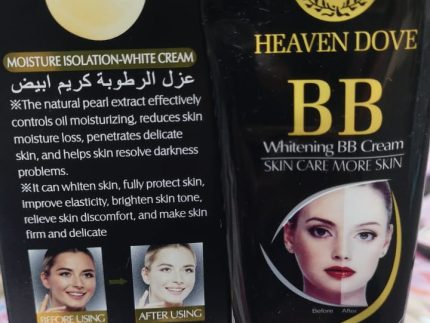 MOISTURE ISOLATION-WHITE CREAM
عزل الرطوبة كريم ابيض
※The natural pearl extract effectively
controls oil moisturizing, reduces skin
moisture loss, penetrates delicate
skin, and helps skin resolve darkness
problems.
※It can whiten skin, fully protect skin,
improve elasticity, brighten skin tone,
relieve skin discomfort, and make skin
firm and delicate
BEFORE USING
AFTER USING
HEAVEN DOVE
BB
Whitening BB Cream
SKIN CARE MORE SKIN
Before After